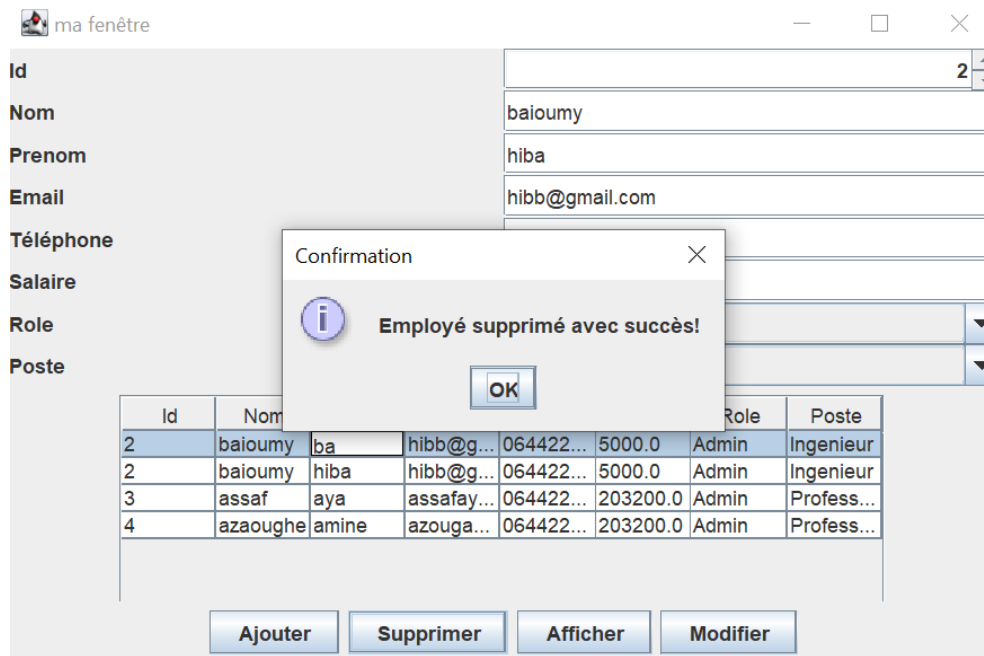 ma fenêtre
Id 2
Nom baioumy
Prenom hiba
Email hibb@gmail.com
Téléphone
Salaire
Role
Poste
Confirmation
i
Employé supprimé avec succès!
OK
Id Nom Role Poste
2 baioumy ba hibb@g... 064422... 5000.0 Admin Ingenieur
2 baioumy hiba hibb@g... 064422... 5000.0 Admin Ingenieur
3 assaf aya assafay... 064422... 203200.0 Admin Profess...
4 azaoughe amine azouga... 064422... 203200.0 Admin Profess...
Ajouter Supprimer Afficher Modifier